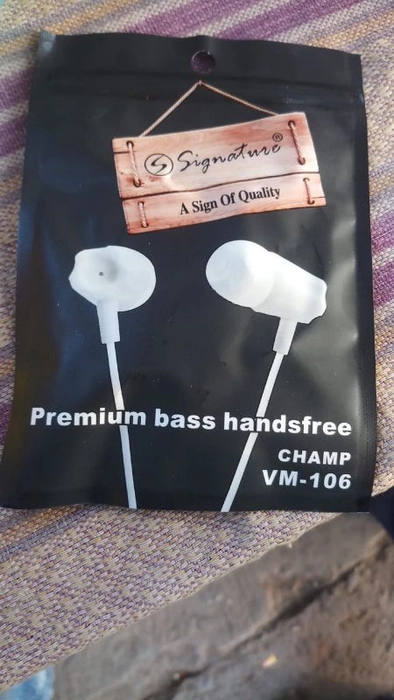 Signature®
A Sign Of Quality
Premium bass handsfree
CHAMP
VM-106